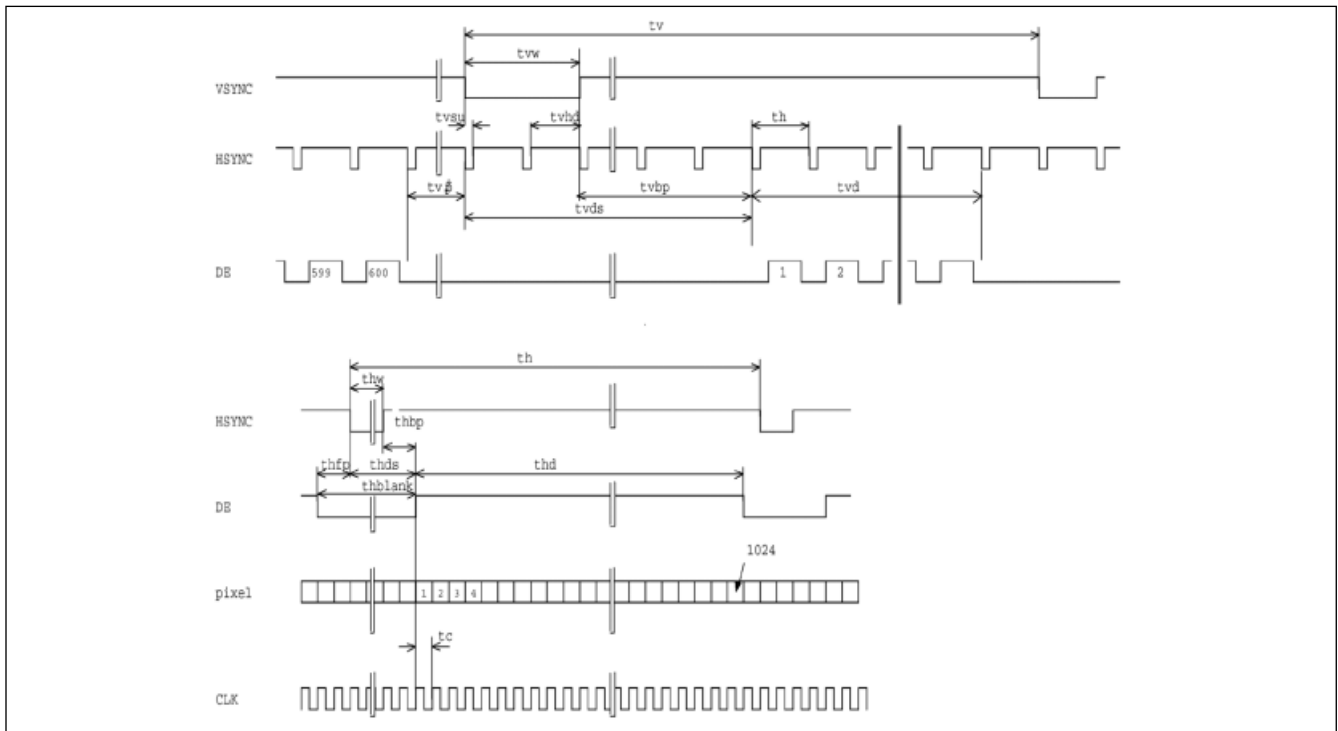 tv
tvw
VSYNC
tvsu
tvhd
th
HSYNC
tvbp
tvd
tvds
DE
599
600
1
2
th
thw
HSYNC
thbp
thfp
thds
thd
thblank
DE
1024
pixel
1
2
3
4
tc
CLK